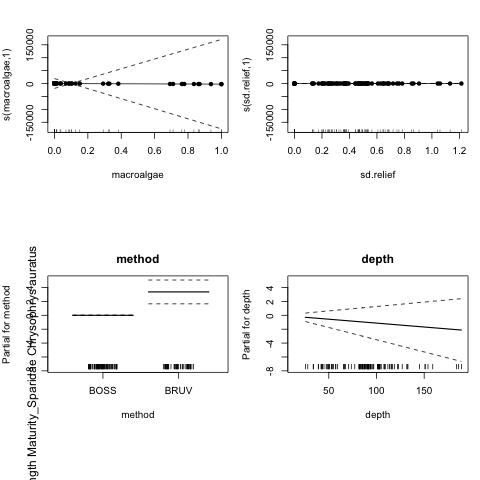 s(macroalgae,1)
-150000 0 50000 150000
0.0 0.2 0.4 0.6 0.8 1.0
macroalgae
s(sd.relief,1)
-150000 0 50000 150000
0.0 0.2 0.4 0.6 0.8 1.0 1.2
sd.relief
ngth Maturity_Sparidae Chrysophrys auratus
method
Partial for method
BOSS BRUV
method
depth
Partial for depth
-8 -4 0 2 4
50 100 150
depth